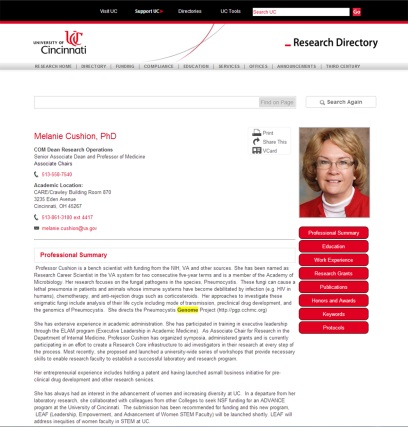 Visit UC Support UC Directories UC Tools Search UC Go
UNIVERSITY OF UC
Cincinnati
Research Directory
RESEARCH HOME | DIRECTORY | FUNDING | COMPLIANCE | EDUCATION | SERVICES | OFFICES | ANNOUNCEMENTS | THIRD CENTURY
Find on Page Search Again
Melanie Cushion, PhD
Print
Share This
VCard
COM Dean Research Operations
Senior Associate Dean and Professor of Medicine
Associate Chairs
513-558-7640
Academic Location:
CARE/Crawley Building Room 870
3235 Eden Avenue
Cincinnati, OH 45267
513-861-3100 ext 4417
melanie.cushion@uc.gov
Professional Summary
Education
Work Experience
Research Grants
Publications
Honors and Awards
Keywords
Protocols
Professional Summary
Professor Cushion is a bench scientist with funding from the NIH, VA and other sources. She has been named as
Research Career Scientist in the VA system for two consecutive five-year terms and is a member of the Academy of
Microbiology. Her research focuses on the fungal pathogens in the species, Pneumocystis. These fungi can cause a
lethal pneumonia in patients and animals whose immune systems have become debilitated by infection (e.g. HIV in
humans), chemotherapy, and anti-rejection drugs such as corticosteroids. Her approaches to investigate these
enigmatic fungi include analysis of their life cycle including mode of transmission, preclinical drug development, and
the genomics of Pneumocystis. She directs the Pneumocystis Genome Project (http://pgp.cchmc.org)
She has extensive experience in academic administration. She has participated in training in executive leadership
through the ELAM program (Executive Leadership in Academic Medicine). As Associate Chair for Research in the
Department of Internal Medicine, Professor Cushion has organized symposia, administered grants and is currently
participating in an effort to create a Research Core infrastructure to aid investigators in their research at every step of
the process. Most recently, she proposed and launched a university-wide series of workshops that provide necessary
skills to enable research faculty to establish a successful laboratory and research program.
Her entrepreneurial experience includes holding a patent and having launched asmall business initiative for pre-
clinical drug development and other research services.
She has always had an interest in the advancement of women and increasing diversity at UC. In a departure from her
laboratory research, she collaborated with colleagues from other Colleges to seek NSF funding for an ADVANCE
program at the University of Cincinnati. The submission has been recommended for funding and this new program,
LEAF (Leadership, Empowerment, and Advancement of Women STEM Faculty) will be launched shortly. LEAF will
address inequities of women faculty in STEM at UC.